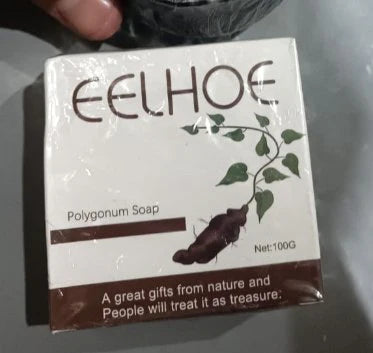 EELHOE
Polygonum Soap
Net:100G
A great gifts from nature and
People will treat it as treasure: